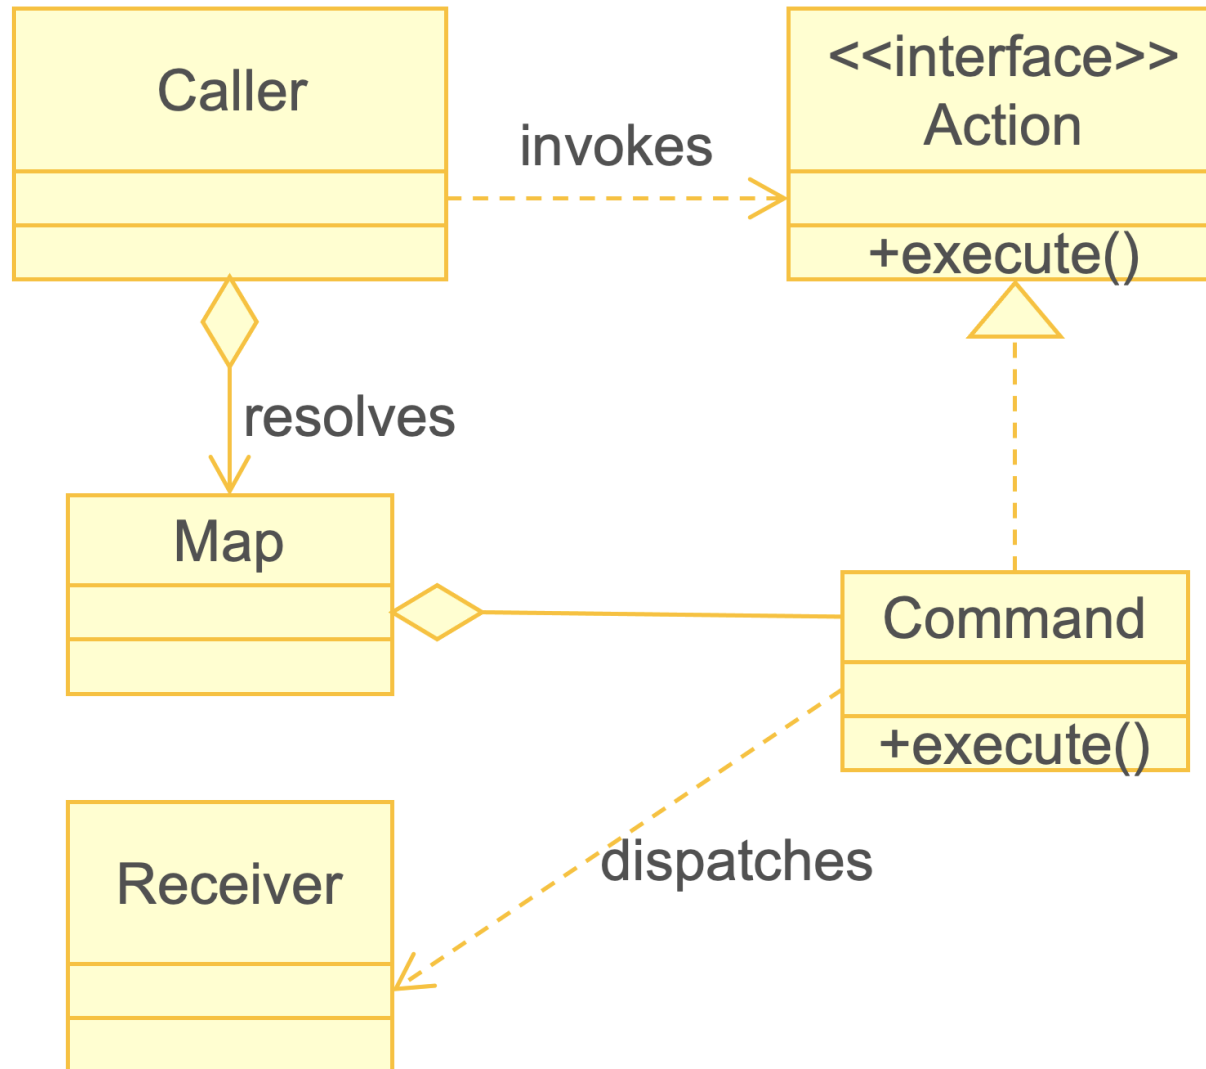 Caller
<<interface>>
Action
invokes
+execute()
resolves
Map
Command
+execute()
dispatches
Receiver